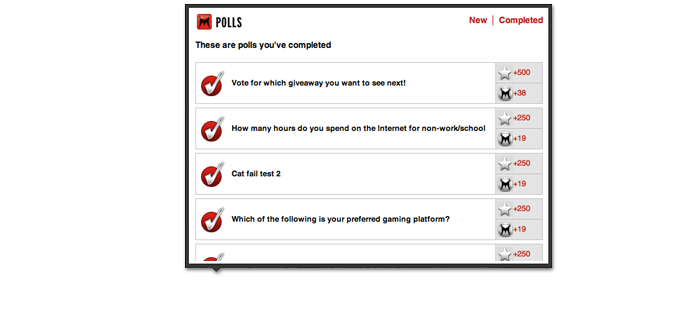 POLLS
New | Completed
These are polls you've completed
Vote for which giveaway you want to see next!
+500
+38
How many hours do you spend on the Internet for non-work/school
+250
+19
Cat fail test 2
+250
+19
Which of the following is your preferred gaming platform?
+250
+19
+250